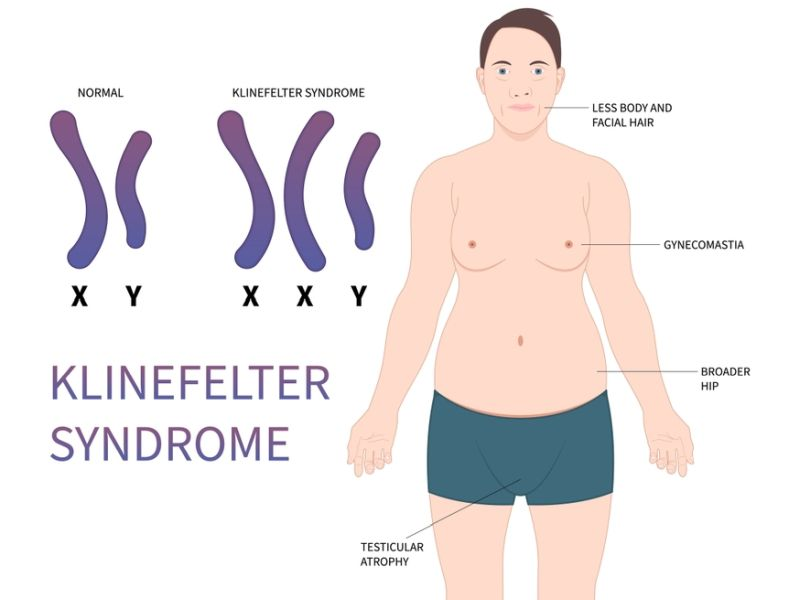 NORMAL
KLINEFELTER SYNDROME
X Y
X X Y
KLINEFELTER
SYNDROME
LESS BODY AND
FACIAL HAIR
GYNECOMASTIA
BROADER
HIP
TESTICULAR
ATROPHY